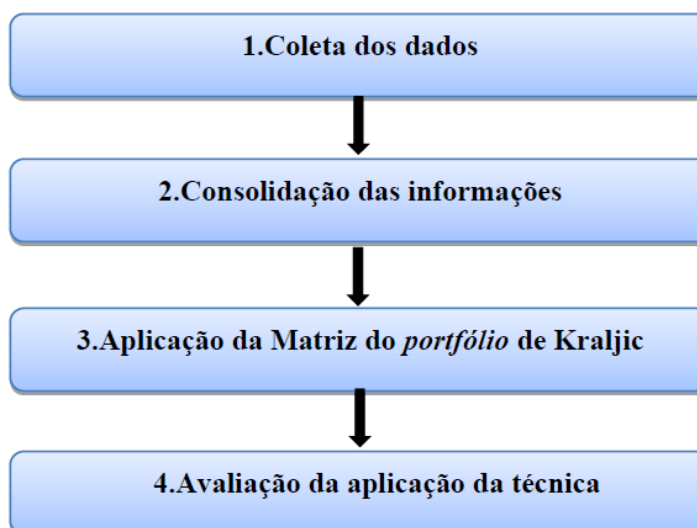 1.Coleta dos dados
2.Consolidação das informações
3.Aplicação da Matriz do portfólio de Kraljic
4.Avaliação da aplicação da técnica